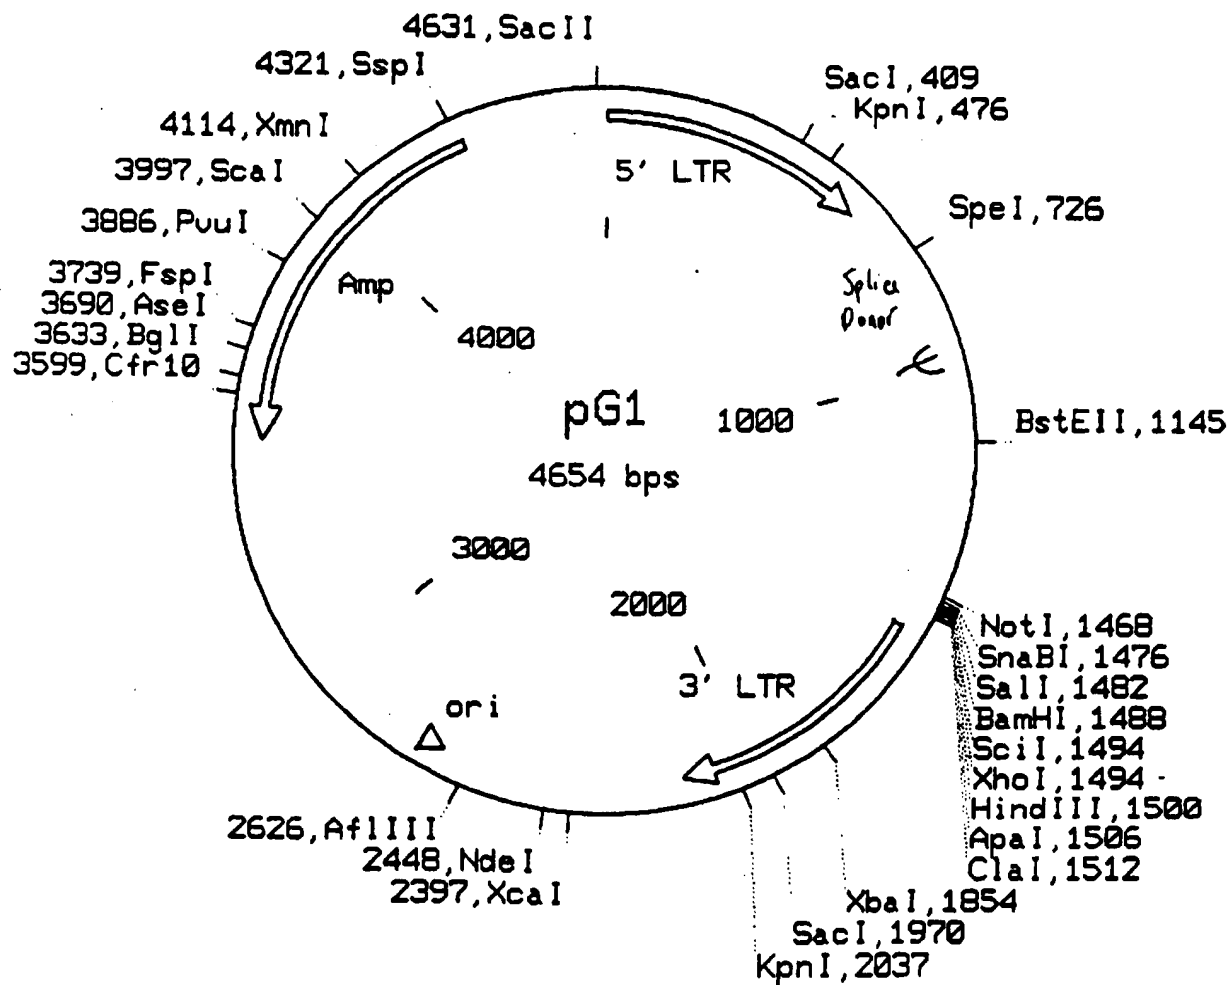 4631,SacII
4321,SspI
SacI,409
KpnI,476
4114,XmnI
3997,ScaI
5' LTR
SpeI,726
3886,PvuI
3739,FspI
3690,AseI
3633,BglI
3599,Cfr10
Amp
Splice
Donor
4000
ψ
pG1
1000
BstEII,1145
4654 bps
3000
2000
NotI,1468
SnaBI,1476
SalI,1482
BamHI,1488
SciI,1494
XhoI,1494
HindIII,1500
ApaI,1506
ClaI,1512
3' LTR
ori
2626,AflIII
2448,NdeI
2397,XcaI
XbaI,1854
SacI,1970
KpnI,2037